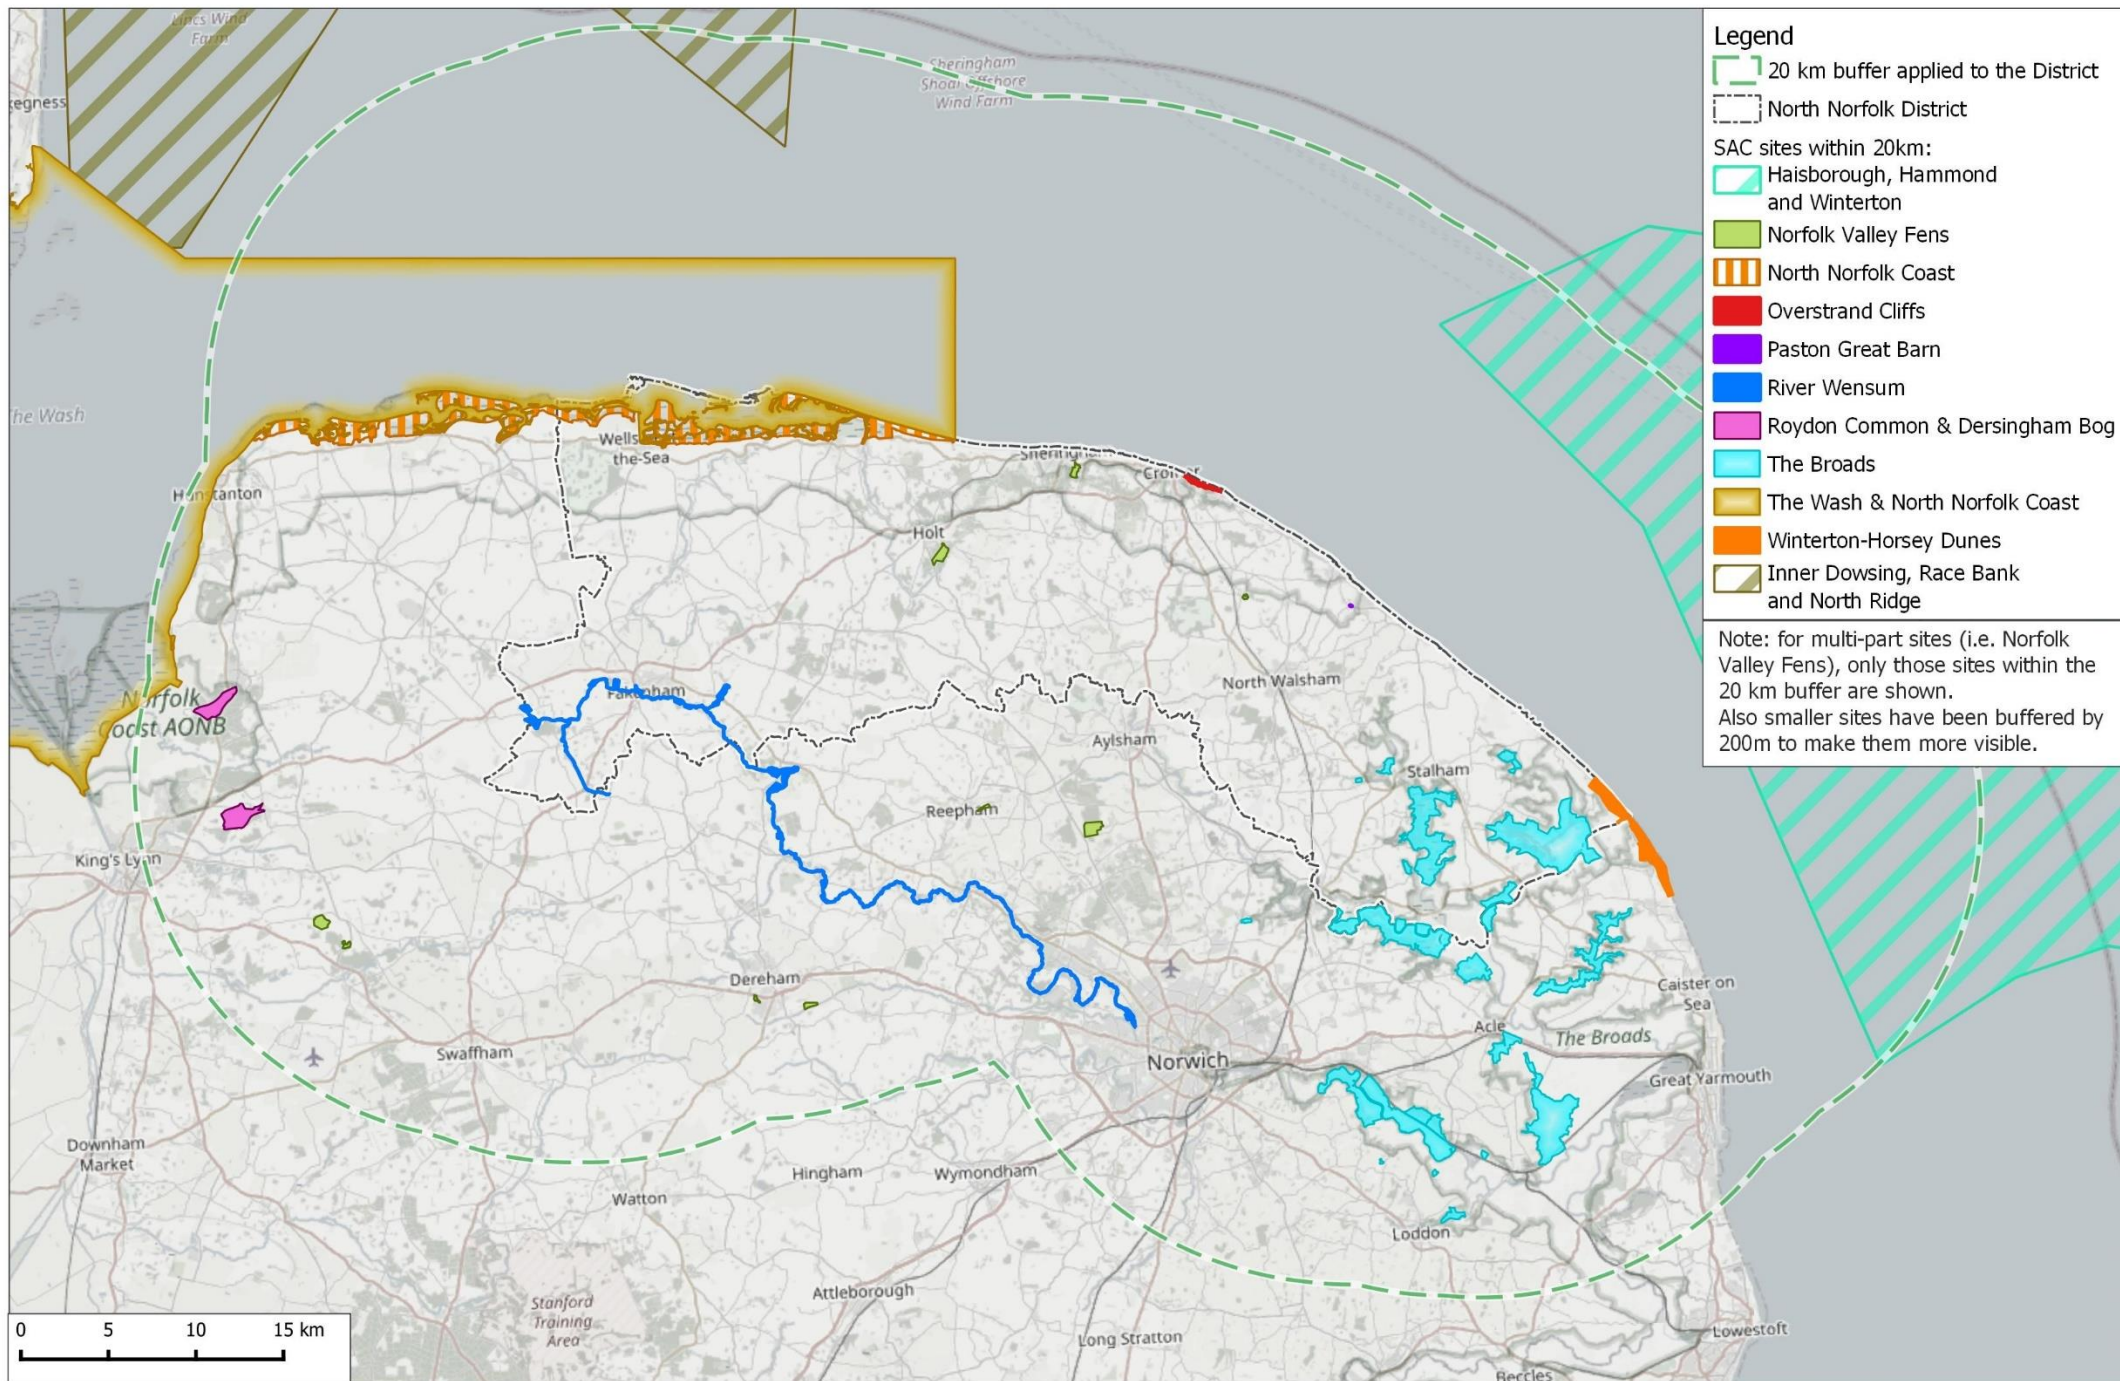 Lincs Wind
Farm
Sheringham
Shoal Offshore
Wind Farm
egness
The Wash
Hunstanton
Wells
the-Sea
Sheringham
Cromer
Holt
Norfolk
Coast AONB
Fakenham
North Walsham
Aylsham
Stalham
Reepham
King's Lynn
Dereham
Caister on
Sea
Acle
The Broads
Swaffham
Norwich
Great Yarmouth
Downham
Market
Hingham
Wymondham
Watton
Loddon
Attleborough
Stanford
Training
Area
Long Stratton
Lowestoft
Beccles
0 5 10 15 km
Legend
20 km buffer applied to the District
North Norfolk District
SAC sites within 20km:
Haisborough, Hammond
and Winterton
Norfolk Valley Fens
North Norfolk Coast
Overstrand Cliffs
Paston Great Barn
River Wensum
Roydon Common & Dersingham Bog
The Broads
The Wash & North Norfolk Coast
Winterton-Horsey Dunes
Inner Dowsing, Race Bank
and North Ridge
Note: for multi-part sites (i.e. Norfolk
Valley Fens), only those sites within the
20 km buffer are shown.
Also smaller sites have been buffered by
200m to make them more visible.